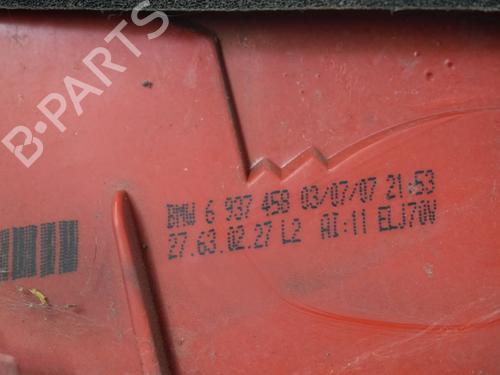 B-PARTS
BMW 6 937 458 03/07/07 21:53
27.63.02.27 L2 AI:11 ELJ70V